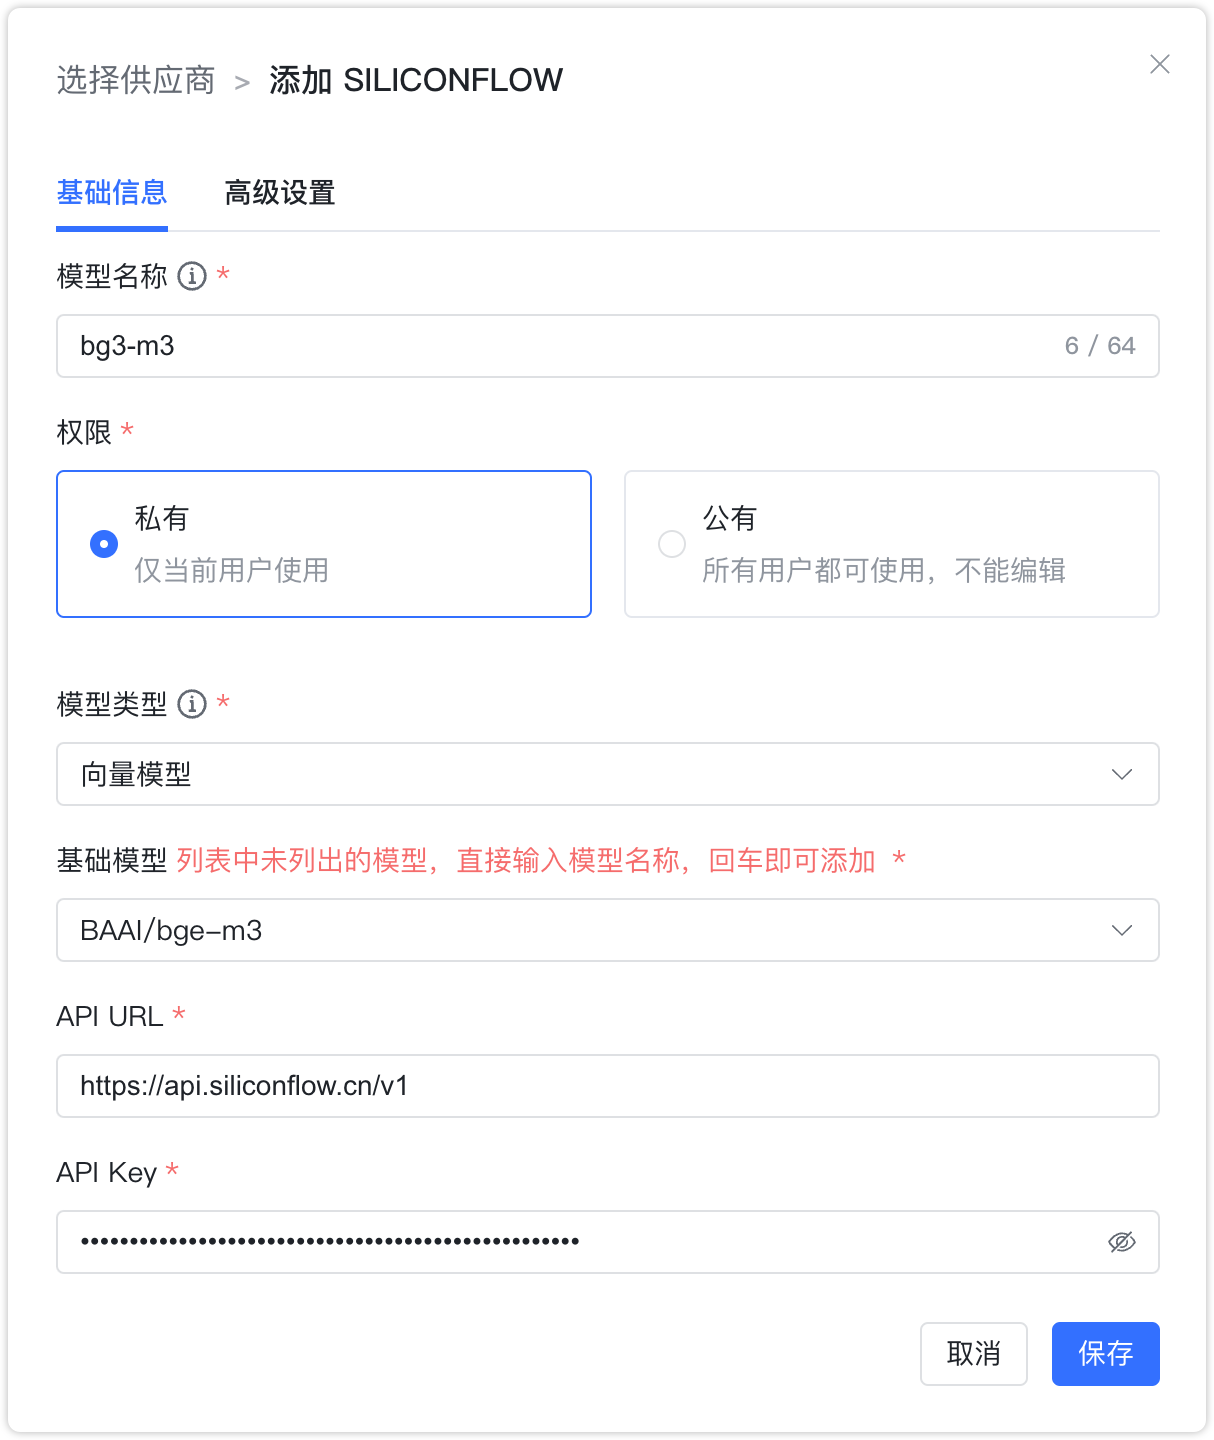 选择供应商 > 添加 SILICONFLOW
基础信息 高级设置
模型名称 *
bg3-m3 6 / 64
权限 *
私有
仅当前用户使用
公有
所有用户都可使用，不能编辑
模型类型 *
向量模型
基础模型 列表中未列出的模型，直接输入模型名称，回车即可添加 *
BAAI/bge-m3
API URL *
https://api.siliconflow.cn/v1
API Key *
取消 保存